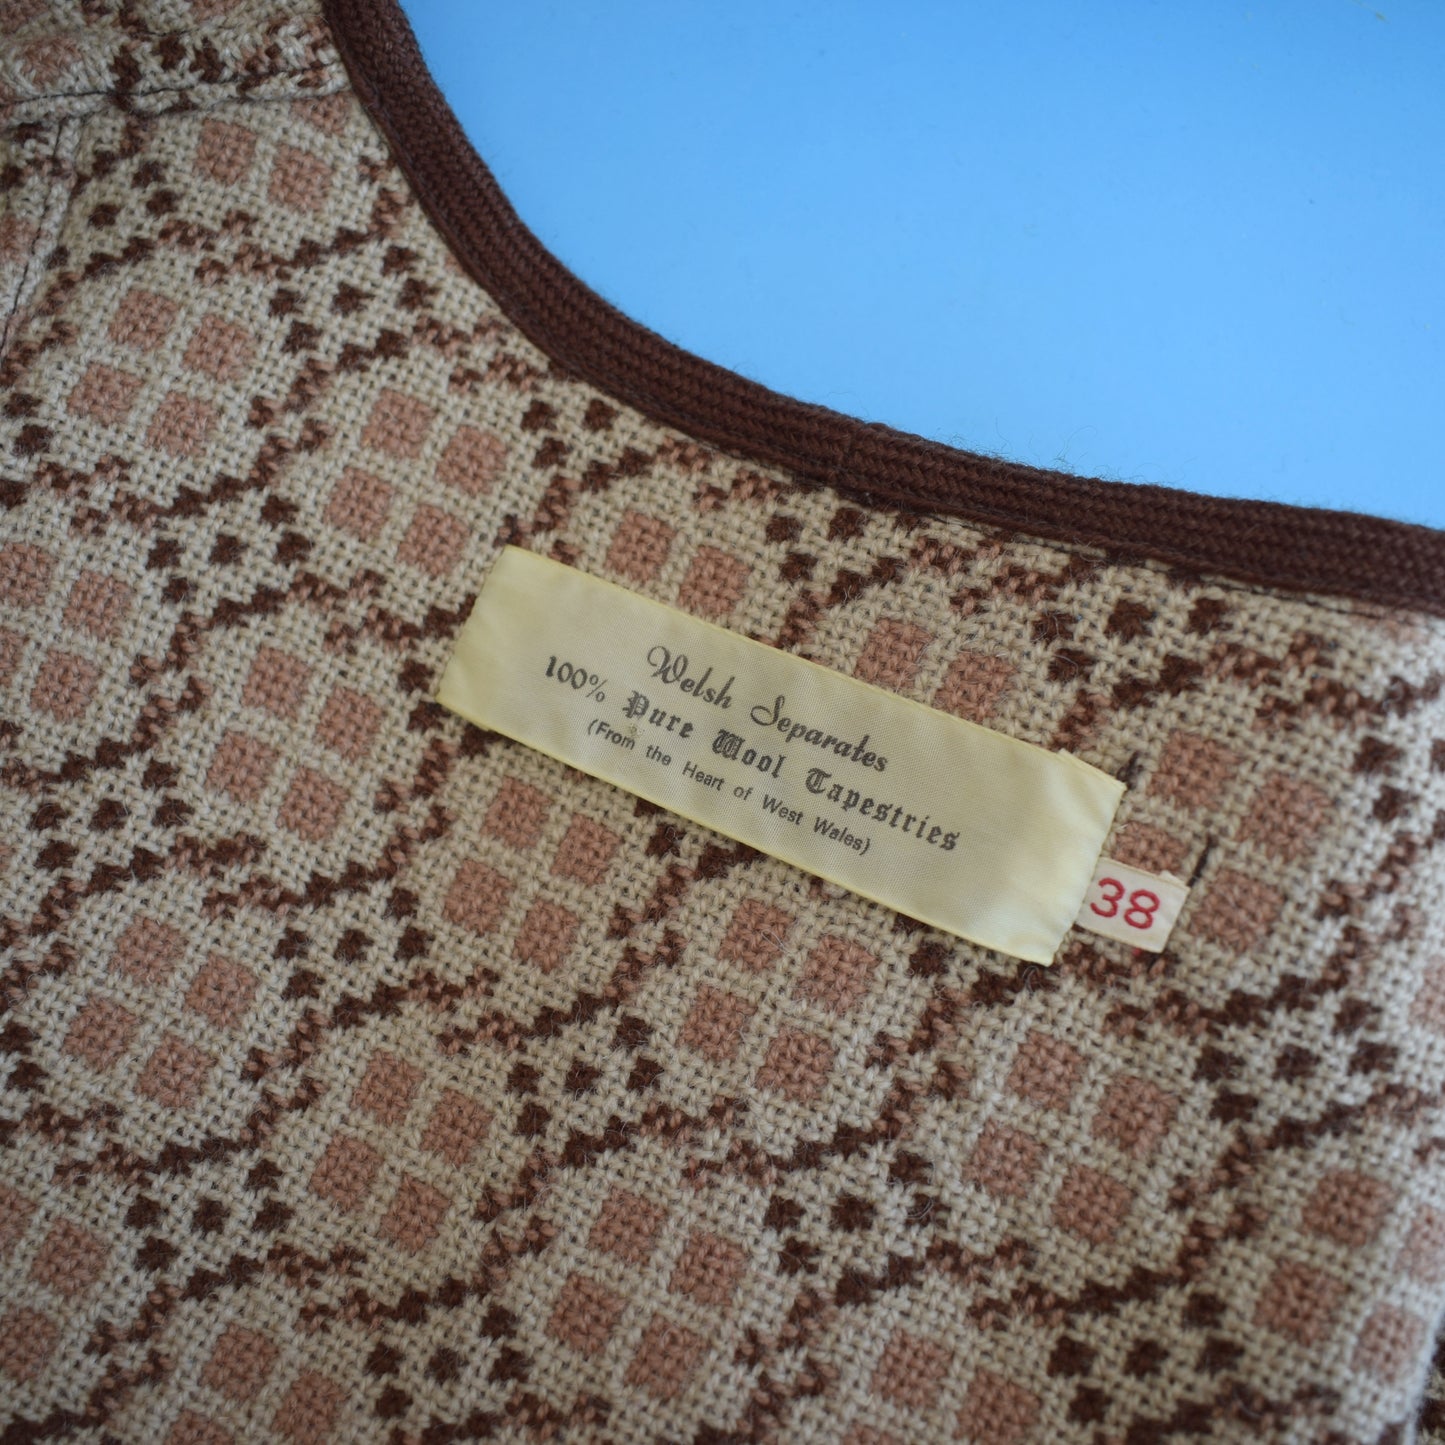 Welsh Separates
100% Pure Wool Tapestries
(From the Heart of West Wales)
38